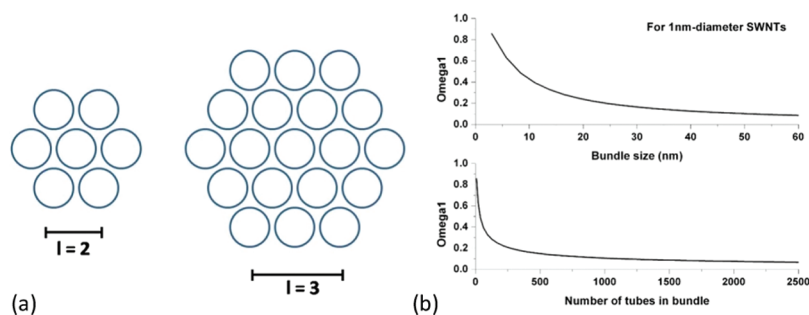 l = 2
l = 3
(a)
For 1nm-diameter SWNTs
Omega1
1.0
0.8
0.6
0.4
0.2
0.0
0 10 20 30 40 50 60
Bundle size (nm)
Omega1
1.0
0.8
0.6
0.4
0.2
0.0
0 500 1000 1500 2000 2500
Number of tubes in bundle
(b)